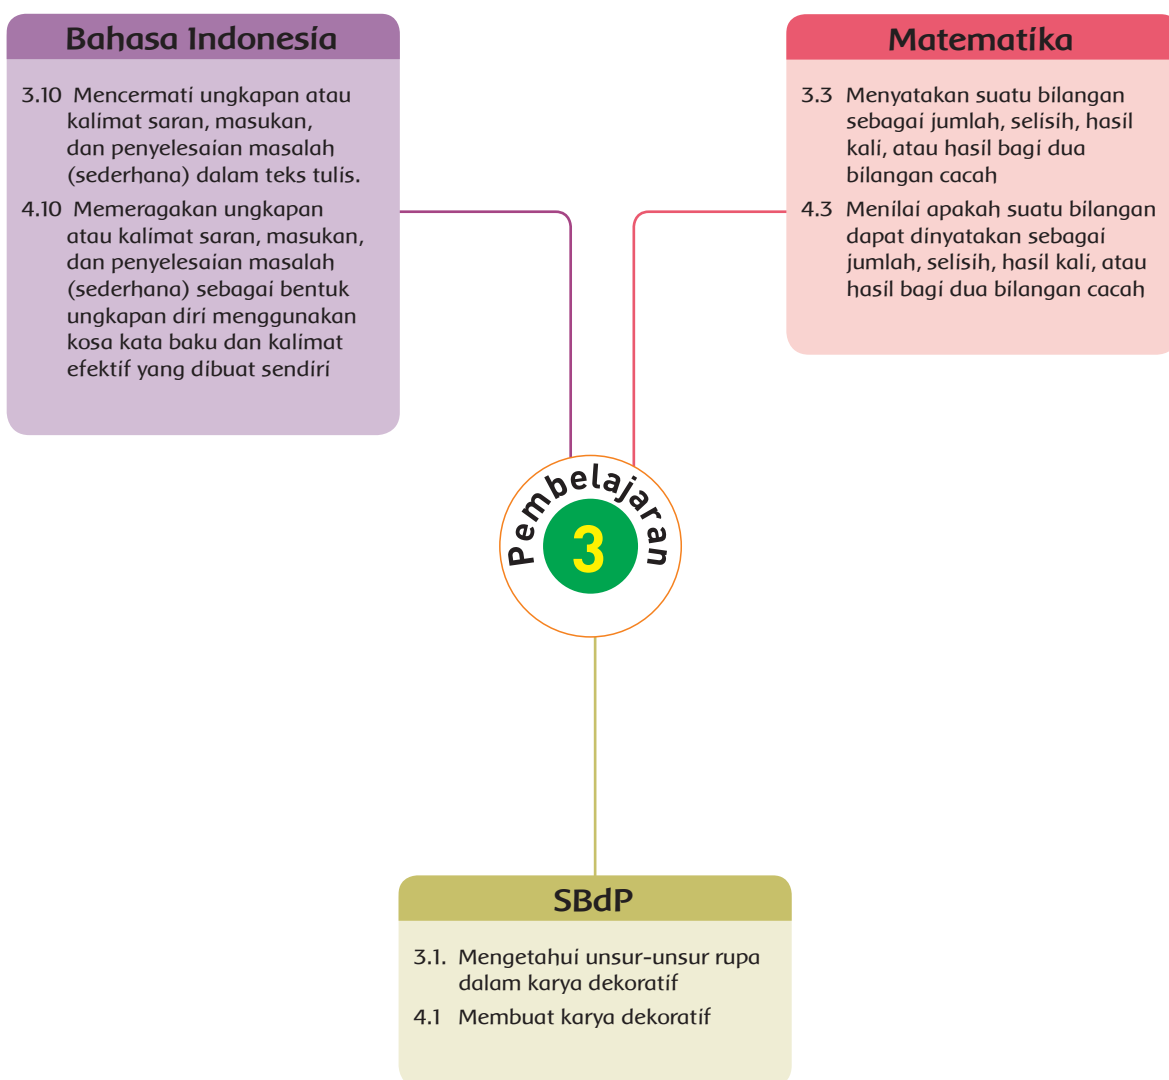 Bahasa Indonesia
3.10 Mencermati ungkapan atau
kalimat saran, masukan,
dan penyelesaian masalah
(sederhana) dalam teks tulis.
4.10 Memeragakan ungkapan
atau kalimat saran, masukan,
dan penyelesaian masalah
(sederhana) sebagai bentuk
ungkapan diri menggunakan
kosa kata baku dan kalimat
efektif yang dibuat sendiri
Matematika
3.3 Menyatakan suatu bilangan
sebagai jumlah, selisih, hasil
kali, atau hasil bagi dua
bilangan cacah
4.3 Menilai apakah suatu bilangan
dapat dinyatakan sebagai
jumlah, selisih, hasil kali, atau
hasil bagi dua bilangan cacah
Pembelajaran
3
SBdP
3.1. Mengetahui unsur-unsur rupa
dalam karya dekoratif
4.1 Membuat karya dekoratif